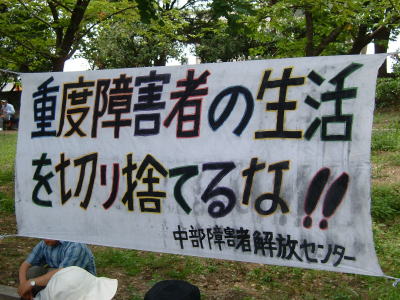 重度障害者の生活
を切り捨てるな!!
中部障害者解放センター